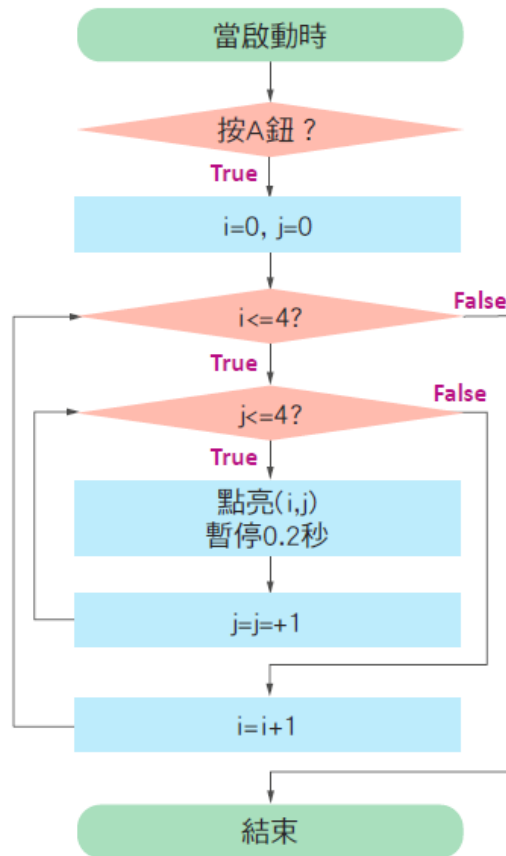 當啟動時
按A鈕？
True
i=0, j=0
i<=4?
False
True
j<=4?
False
True
點亮(i,j)
暫停0.2秒
j=j=+1
i=i+1
結束